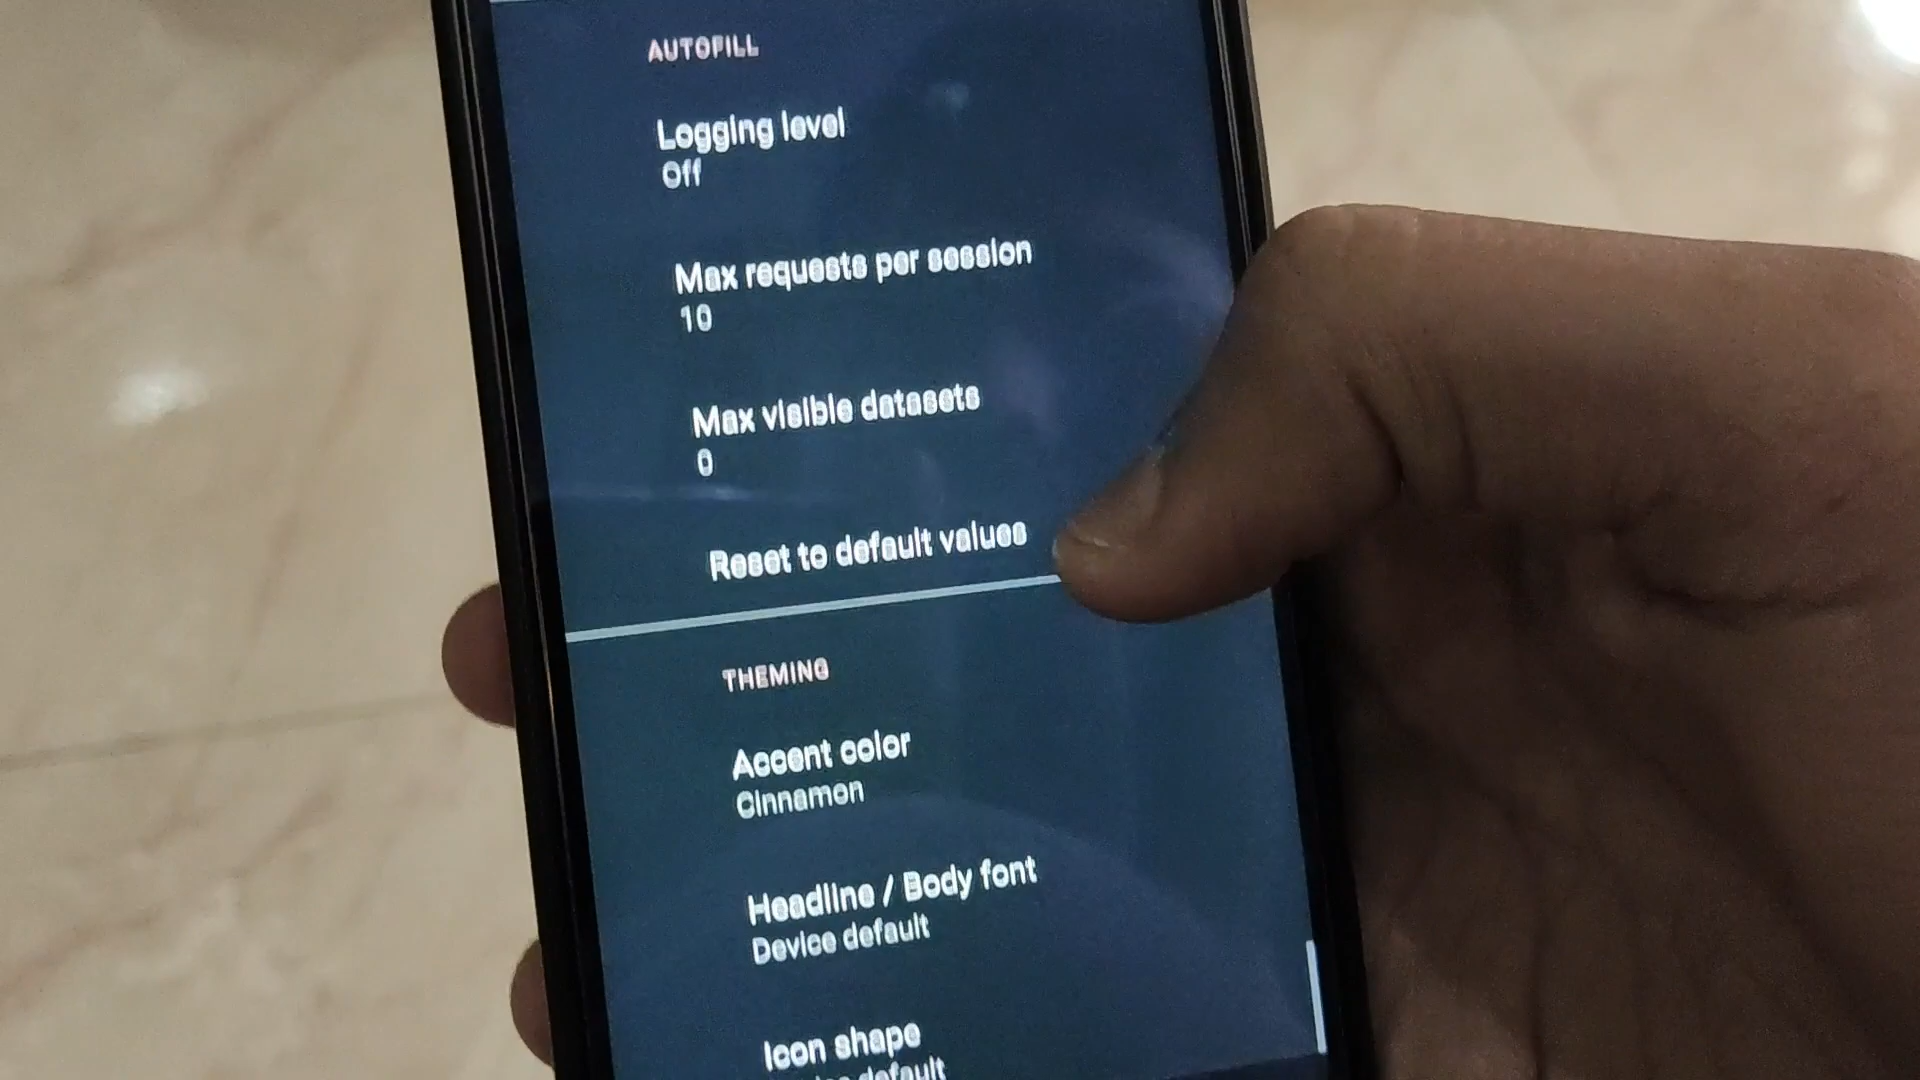 AUTOFILL
Logging level
Off
Max requests per session
10
Max visible datasets
0
Reset to default values
THEMING
Accent color
Cinnamon
Headline / Body font
Device default
Icon shape
default